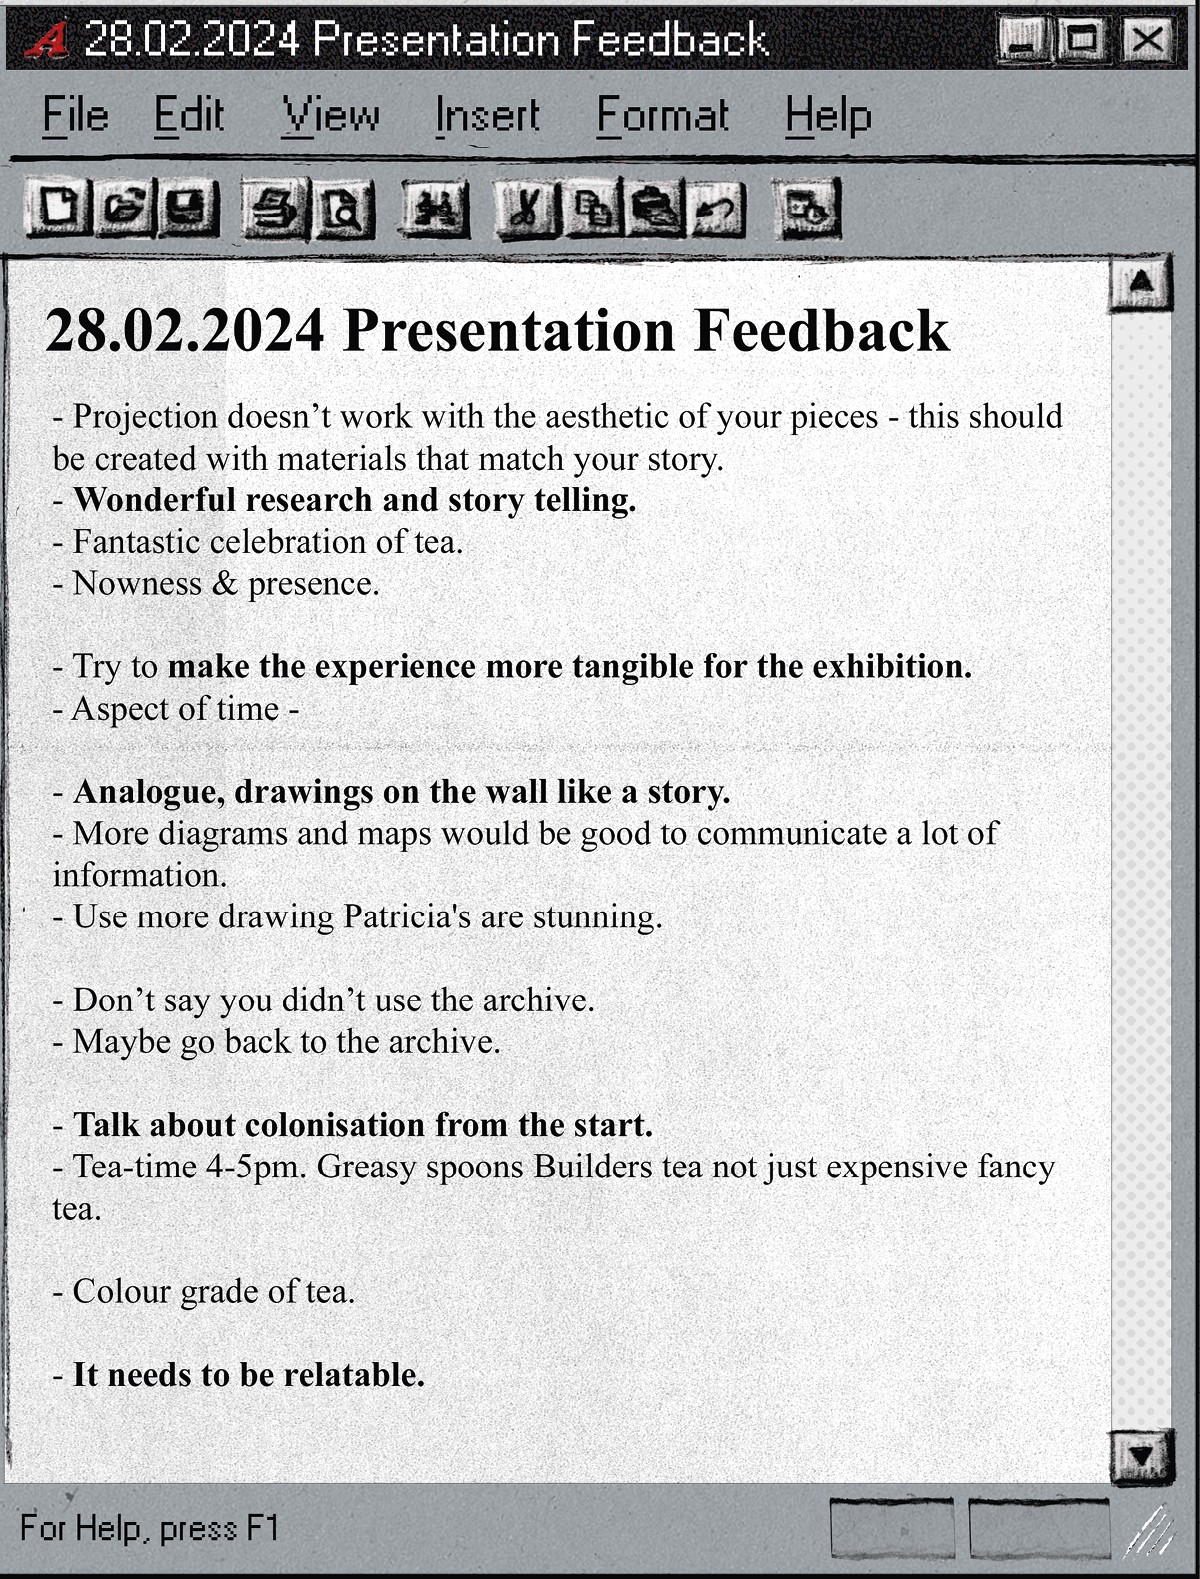 A 28.02.2024 Presentation Feedback
File Edit View Insert Format Help
28.02.2024 Presentation Feedback
- Projection doesn’t work with the aesthetic of your pieces - this should
be created with materials that match your story.
- Wonderful research and story telling.
- Fantastic celebration of tea.
- Nowness & presence.
- Try to make the experience more tangible for the exhibition.
- Aspect of time -
- Analogue, drawings on the wall like a story.
- More diagrams and maps would be good to communicate a lot of
information.
- Use more drawing Patricia's are stunning.
- Don’t say you didn’t use the archive.
- Maybe go back to the archive.
- Talk about colonisation from the start.
- Tea-time 4-5pm. Greasy spoons Builders tea not just expensive fancy
tea.
- Colour grade of tea.
- It needs to be relatable.
For Help, press F1